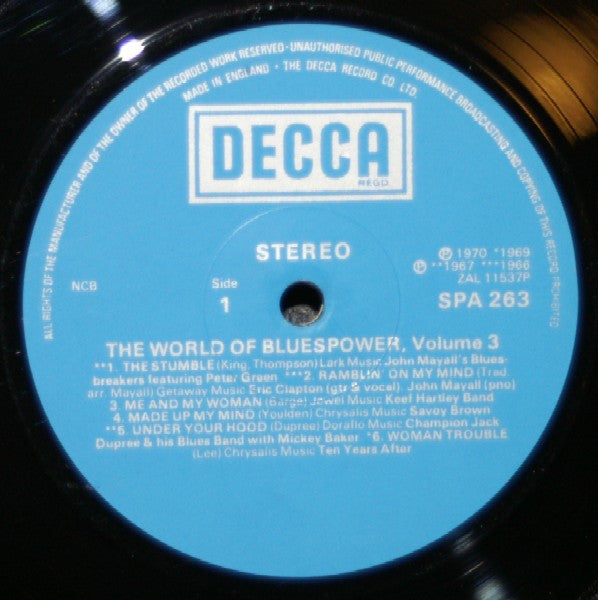 ALL RIGHTS OF THE MANUFACTURER AND OF THE OWNER OF THE RECORDED WORK RESERVED · UNAUTHORISED PUBLIC PERFORMANCE BROADCASTING AND COPYING OF THIS RECORD PROHIBITED
MADE IN ENGLAND · THE DECCA RECORD CO. LTD.
DECCA
REGD
STEREO
NCB
Side
1
Ⓟ 1970 *1969
Ⓟ **1967 ***1966
ZAL 11537P
SPA 263
THE WORLD OF BLUESPOWER, Volume 3
**1. THE STUMBLE (King, Thompson) Lark Music John Mayall's Blues-
breakers featuring Peter Green ***2. RAMBLIN' ON MY MIND (Trad.
arr. Mayall) Getaway Music Eric Clapton (gtr & vocal). John Mayall (pno)
3. ME AND MY WOMAN (Barge) Jewel Music Keef Hartley Band
4. MADE UP MY MIND (Youlden) Chrysalis Music Savoy Brown
**5. UNDER YOUR HOOD (Dupree) Doraflo Music Champion Jack
Dupree & his Blues Band with Mickey Baker *6. WOMAN TROUBLE
(Lee) Chrysalis Music Ten Years After